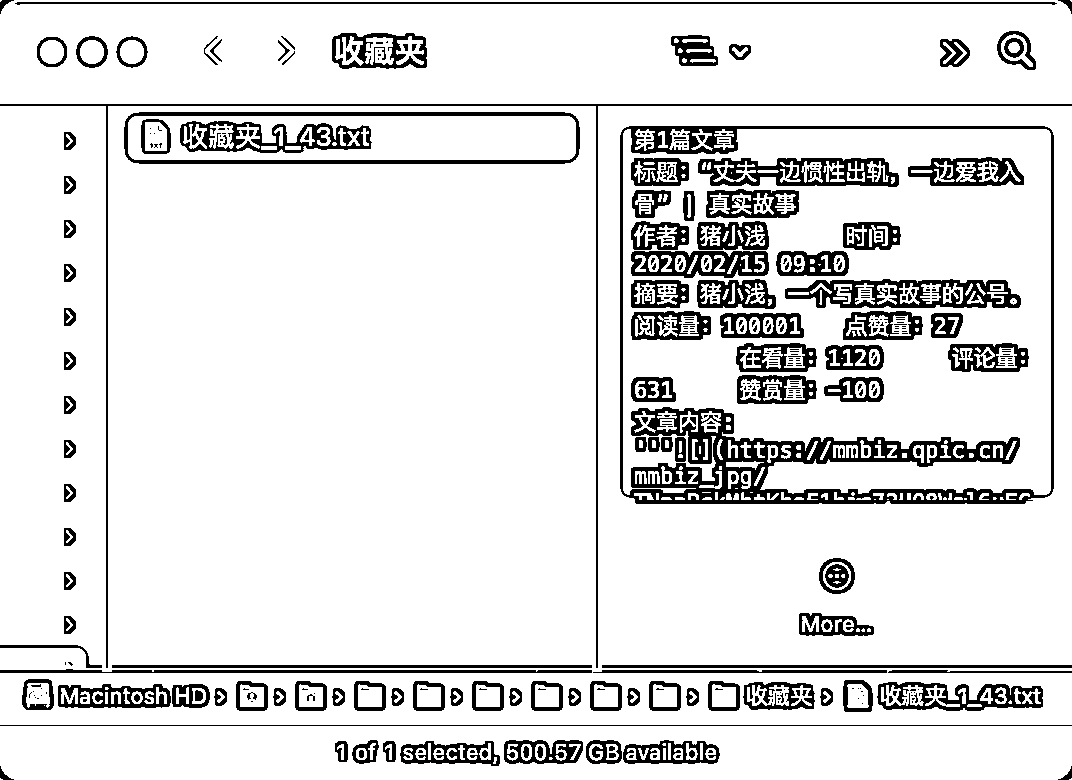 收藏夹
收藏夹_1_43.txt
第1篇文章
标题：“丈夫一边惯性出轨，一边爱我入
骨” | 真实故事
作者：猪小浅 时间：
2020/02/15 09:10
摘要：猪小浅，一个写真实故事的公号。
阅读量：100001 点赞量：27
在看量：1120 评论量：
631 赞赏量：-100
文章内容：
'''![](https://mmbiz.qpic.cn/
mmbiz_jpg/
More...
Macintosh HD 收藏夹 收藏夹_1_43.txt
1 of 1 selected, 500.57 GB available